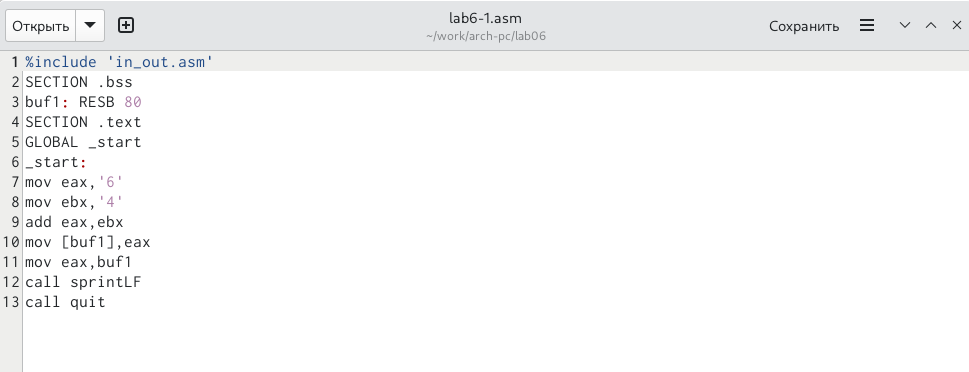 Открыть
lab6-1.asm
~/work/arch-pc/lab06
Сохранить
1 %include 'in_out.asm'
2 SECTION .bss
3 buf1: RESB 80
4 SECTION .text
5 GLOBAL _start
6 _start:
7 mov eax,'6'
8 mov ebx,'4'
9 add eax,ebx
10 mov [buf1],eax
11 mov eax,buf1
12 call sprintLF
13 call quit